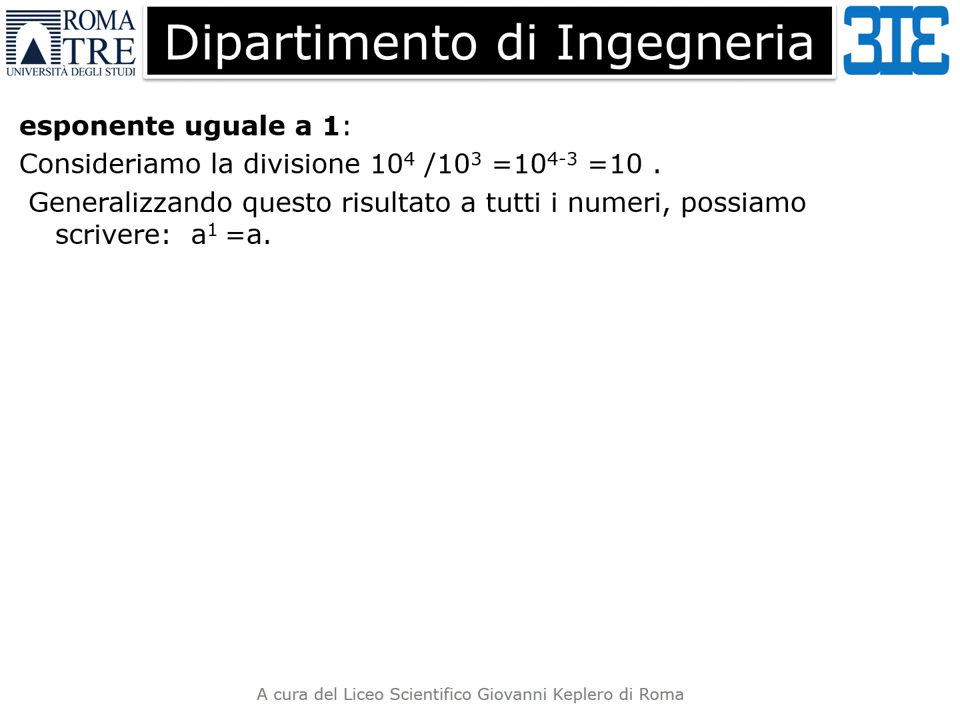 ROMA
TRE
UNIVERSITÀ DEGLI STUDI
Dipartimento di Ingegneria
esponente uguale a 1:
Consideriamo la divisione 10⁴ /10³ =10⁴⁻³ =10 .
Generalizzando questo risultato a tutti i numeri, possiamo
scrivere: a¹ =a.
A cura del Liceo Scientifico Giovanni Keplero di Roma